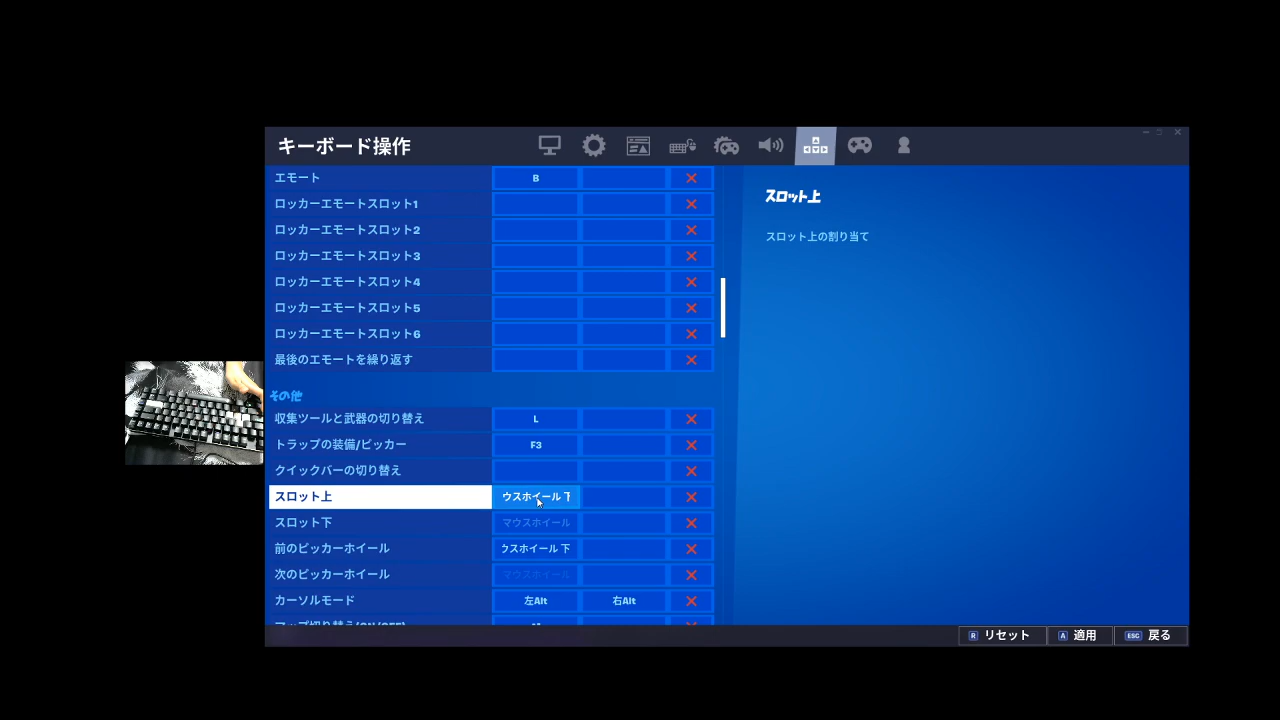 キーボード操作
エモート B
ロッカーエモートスロット1
ロッカーエモートスロット2
ロッカーエモートスロット3
ロッカーエモートスロット4
ロッカーエモートスロット5
ロッカーエモートスロット6
最後のエモートを繰り返す
その他
収集ツールと武器の切り替え L
トラップの装備/ピッカー F3
クイックバーの切り替え
スロット上 ウスホイール 下
スロット下 マウスホイール
前のピッカーホイール ウスホイール 下
次のピッカーホイール マウスホイール
カーソルモード 左Alt 右Alt
スロット上
スロット上の割り当て
R リセット A 適用 ESC 戻る